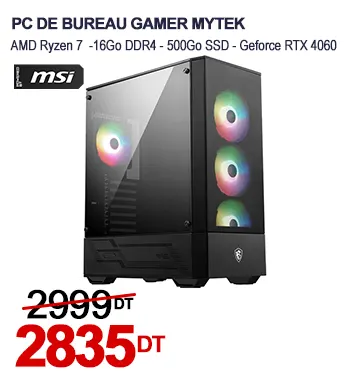 PC DE BUREAU GAMER MYTEK
AMD Ryzen 7 -16Go DDR4 - 500Go SSD - Geforce RTX 4060
msi
2999DT
2835DT